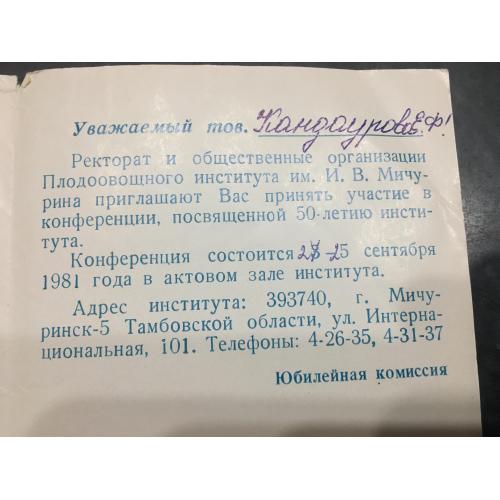 Уважаемый тов. Кандаурова Е.Ф!
Ректорат и общественные организации
Плодоовощного института им. И. В. Мичу-
рина приглашают Вас принять участие в
конференции, посвященной 50-летию инсти-
тута.
Конференция состоится 25 сентября
1981 года в актовом зале института.
Адрес института: 393740, г. Мичу-
ринск-5 Тамбовской области, ул. Интерна-
циональная, 101. Телефоны: 4-26-35, 4-31-37
Юбилейная комиссия